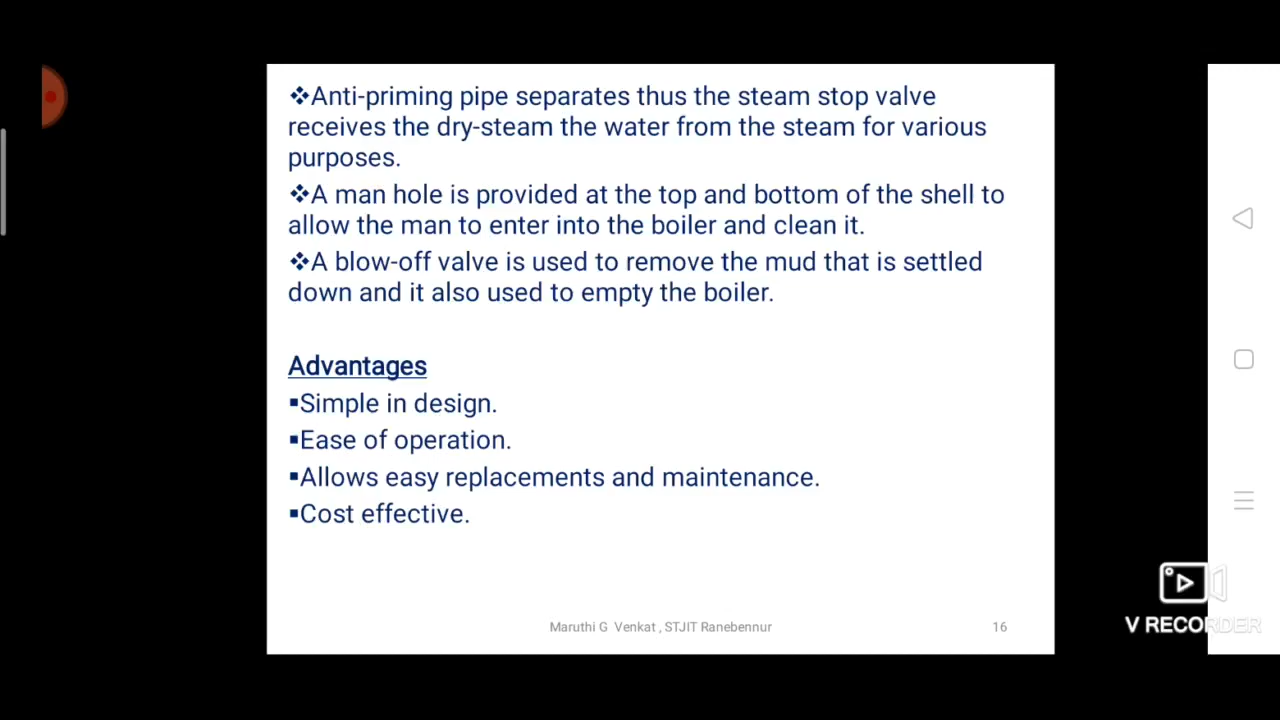 ❖Anti-priming pipe separates thus the steam stop valve
receives the dry-steam the water from the steam for various
purposes.
❖A man hole is provided at the top and bottom of the shell to
allow the man to enter into the boiler and clean it.
❖A blow-off valve is used to remove the mud that is settled
down and it also used to empty the boiler.
Advantages
▪Simple in design.
▪Ease of operation.
▪Allows easy replacements and maintenance.
▪Cost effective.
Maruthi G Venkat , STJIT Ranebennur 16
V RECORDER